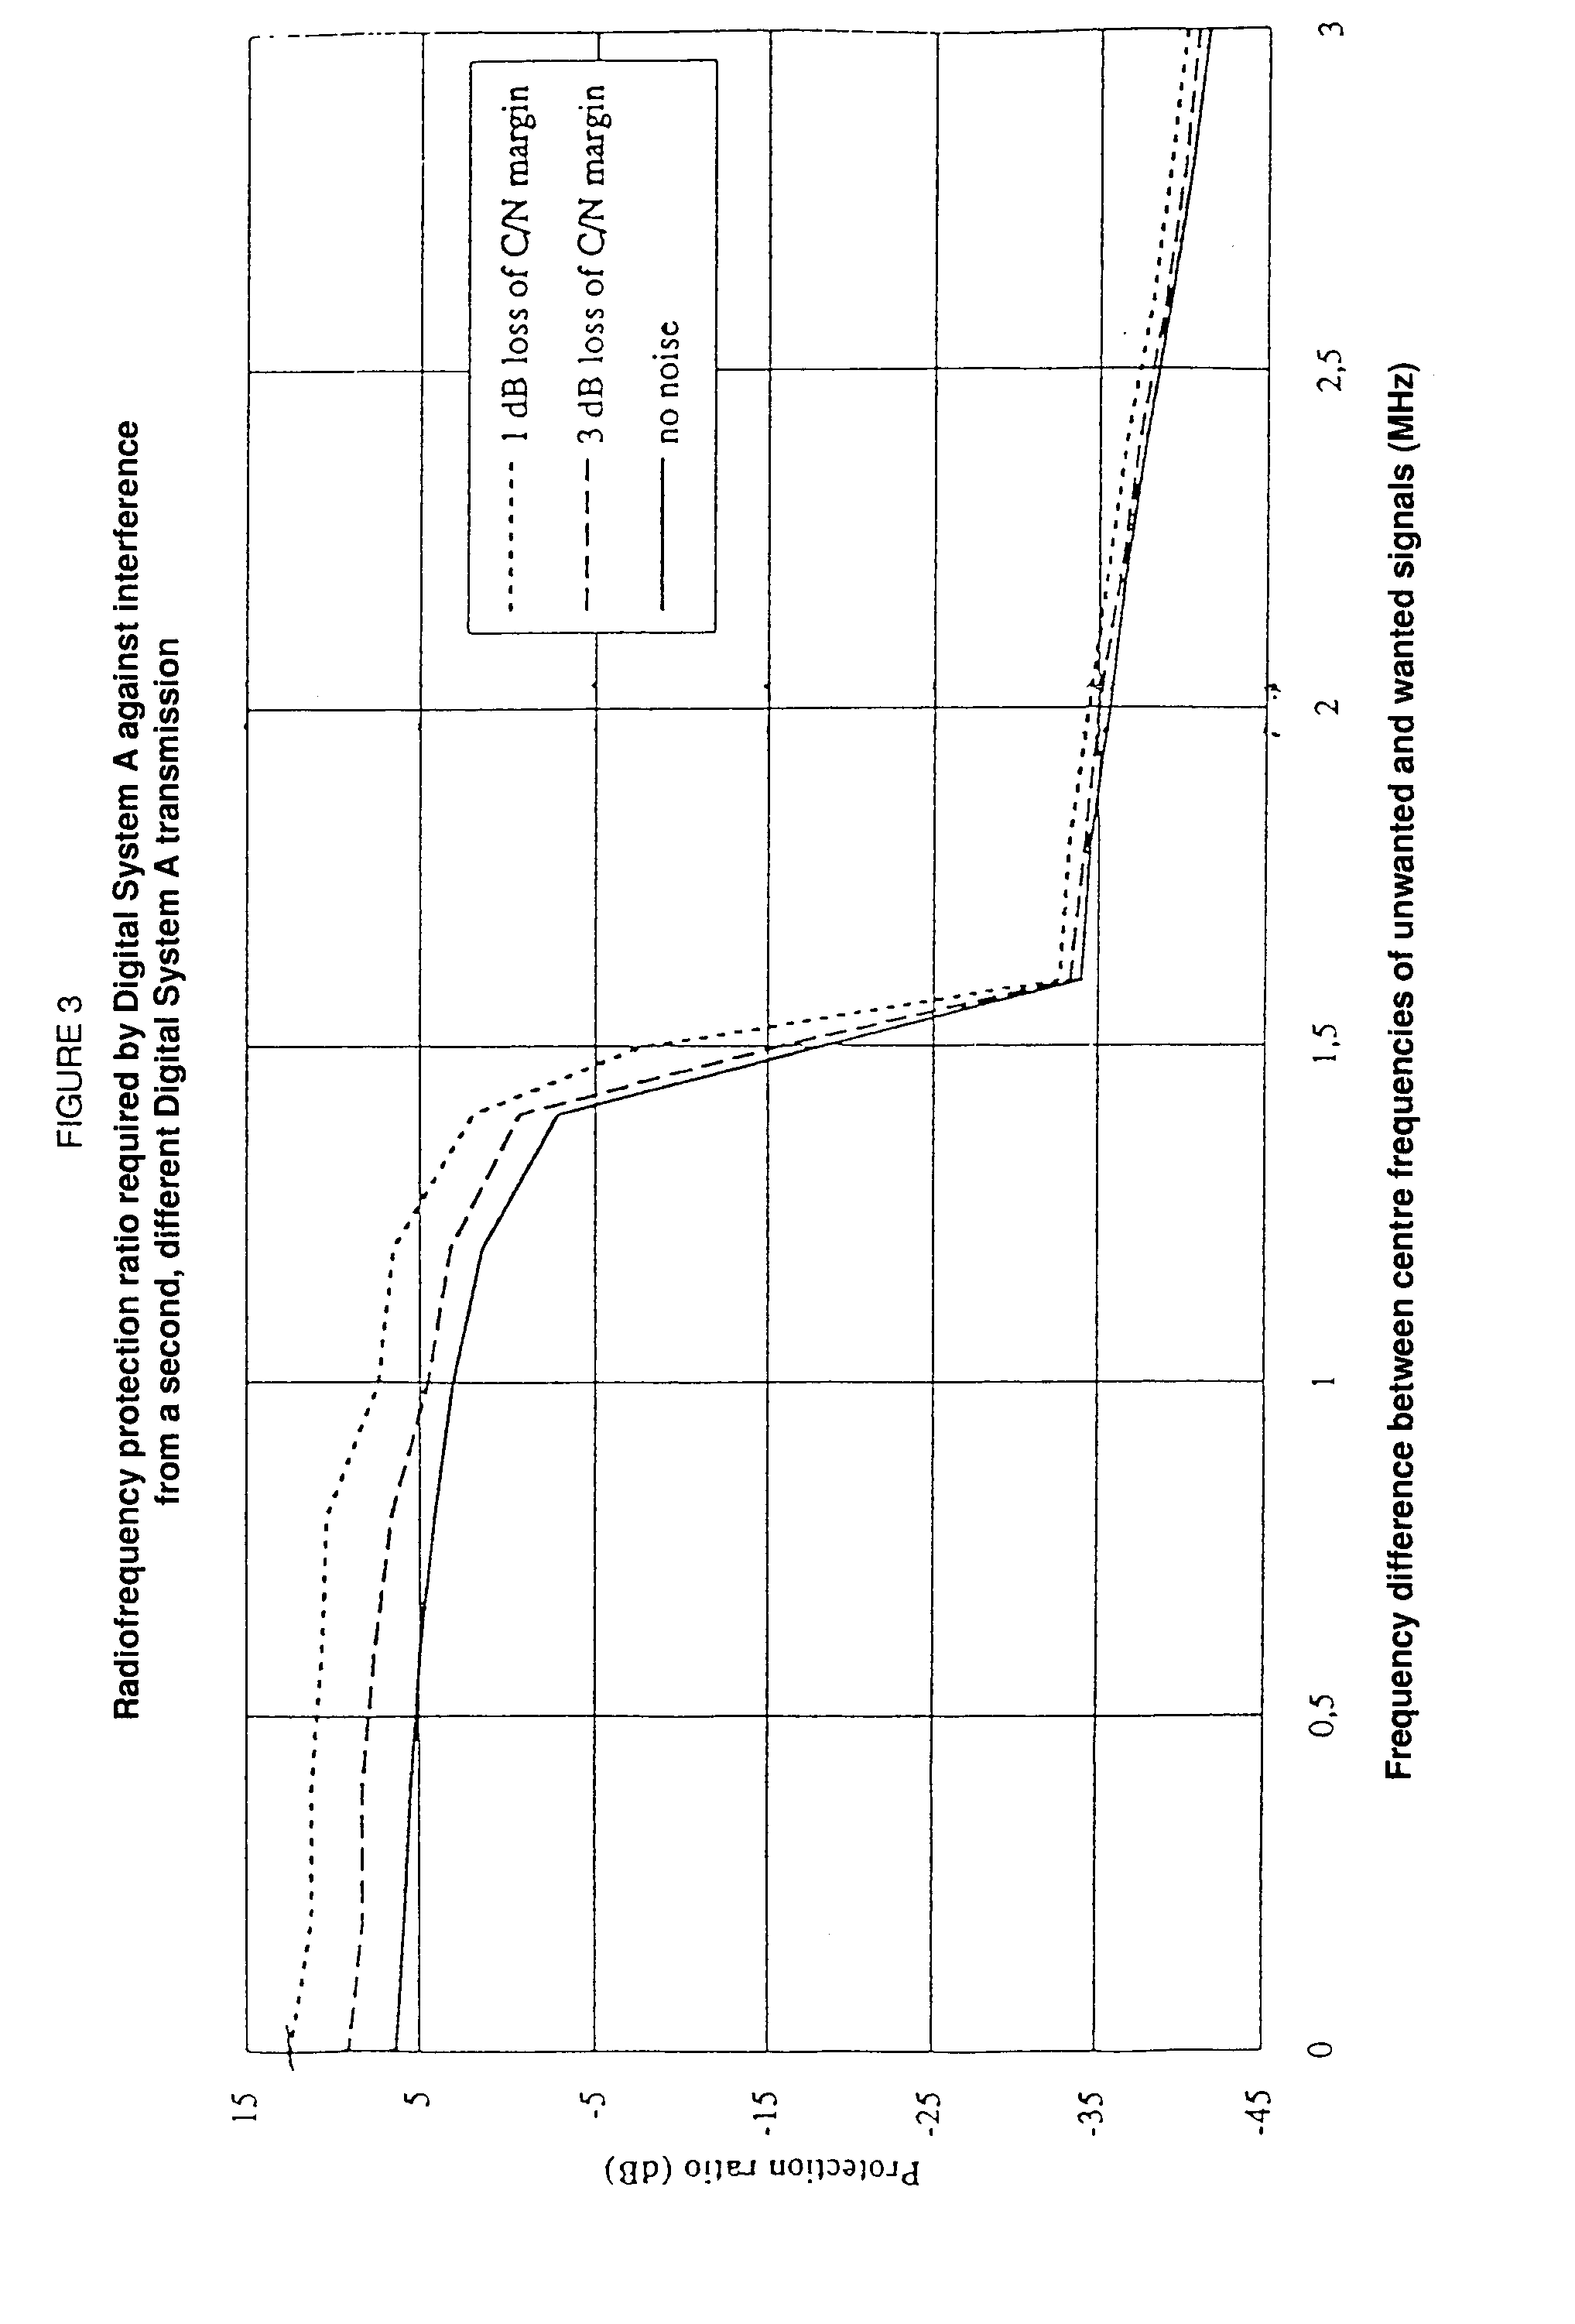 FIGURE 3
Radiofrequency protection ratio required by Digital System A against interference
from a second, different Digital System A transmission
15
5
-5
-15
-25
-35
-45
Protection ratio (dB)
1 dB loss of C/N margin
3 dB loss of C/N margin
no noise
0
0,5
1
1,5
2
2,5
3
Frequency difference between centre frequencies of unwanted and wanted signals (MHz)